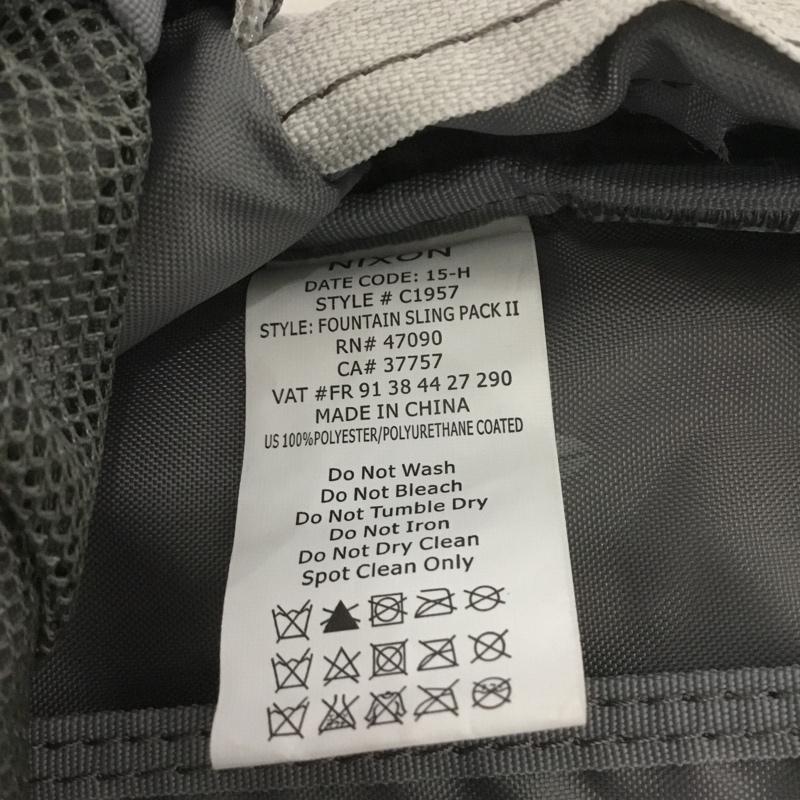 NIXON
DATE CODE: 15-H
STYLE # C1957
STYLE: FOUNTAIN SLING PACK II
RN# 47090
CA# 37757
VAT #FR 91 38 44 27 290
MADE IN CHINA
US 100%POLYESTER/POLYURETHANE COATED
Do Not Wash
Do Not Bleach
Do Not Tumble Dry
Do Not Iron
Do Not Dry Clean
Spot Clean Only